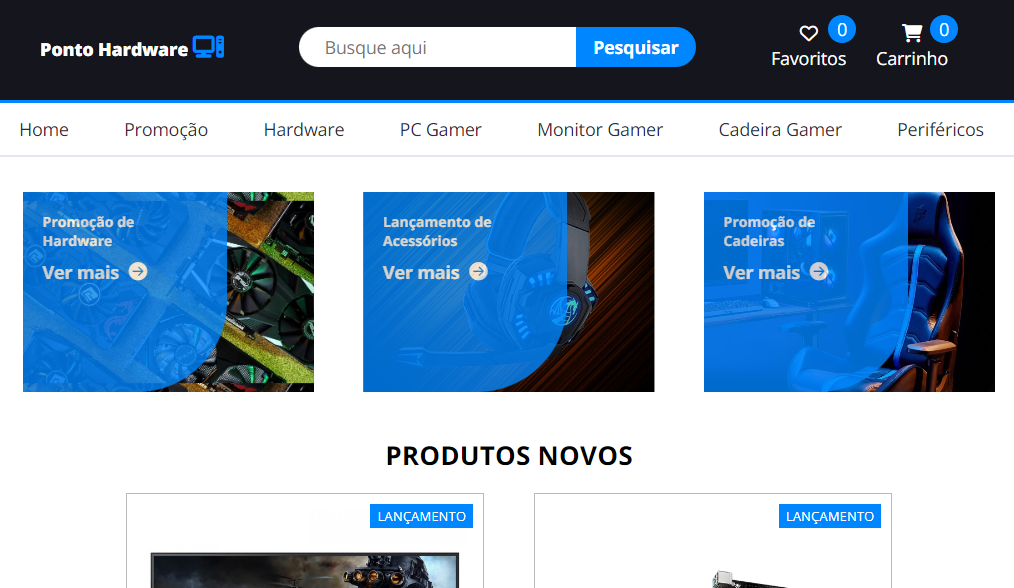 Ponto Hardware
Busque aqui
Pesquisar
0
Favoritos
0
Carrinho
Home
Promoção
Hardware
PC Gamer
Monitor Gamer
Cadeira Gamer
Periféricos
Promoção de
Hardware
Ver mais
Lançamento de
Acessórios
Ver mais
Promoção de
Cadeiras
Ver mais
PRODUTOS NOVOS
LANÇAMENTO
LANÇAMENTO